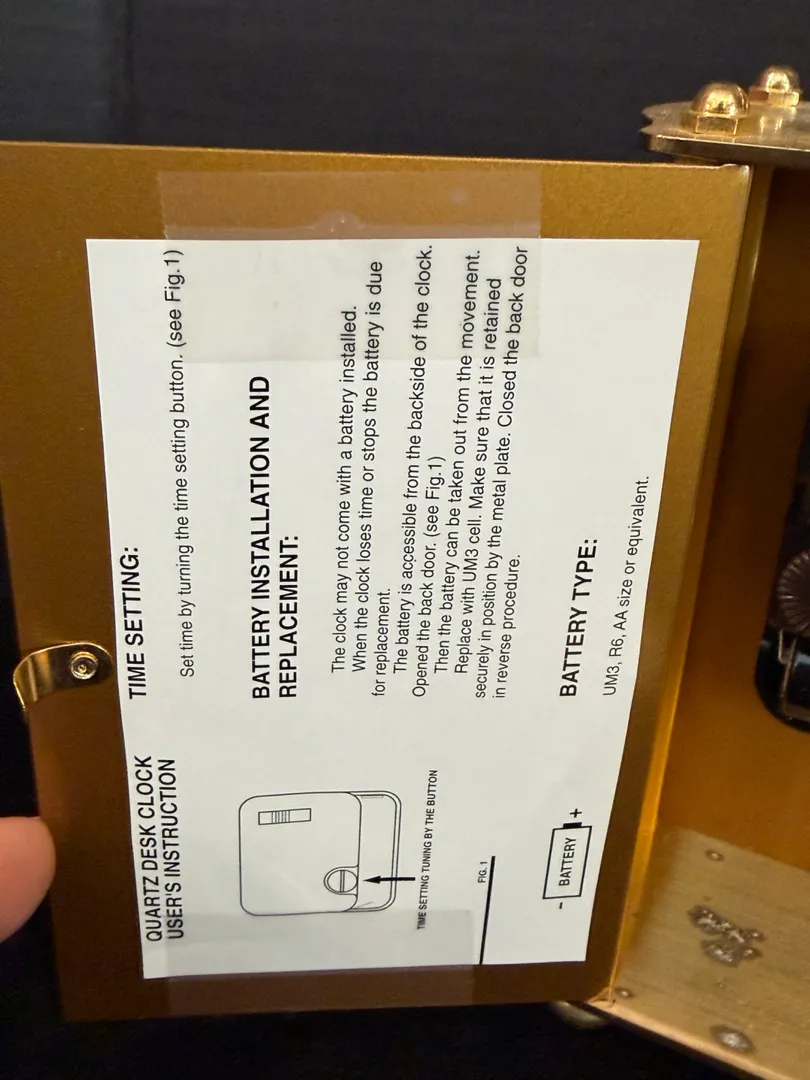 QUARTZ DESK CLOCK
USER'S INSTRUCTION
TIME SETTING TUNING BY THE BUTTON
FIG. 1
- BATTERY +
TIME SETTING:
Set time by turning the time setting button. (see Fig.1)
BATTERY INSTALLATION AND
REPLACEMENT:
The clock may not come with a battery installed.
When the clock loses time or stops the battery is due
for replacement.
The battery is accessible from the backside of the clock.
Opened the back door. (see Fig.1)
Then the battery can be taken out from the movement.
Replace with UM3 cell. Make sure that it is retained
securely in position by the metal plate. Closed the back door
in reverse procedure.
BATTERY TYPE:
UM3, R6, AA size or equivalent.